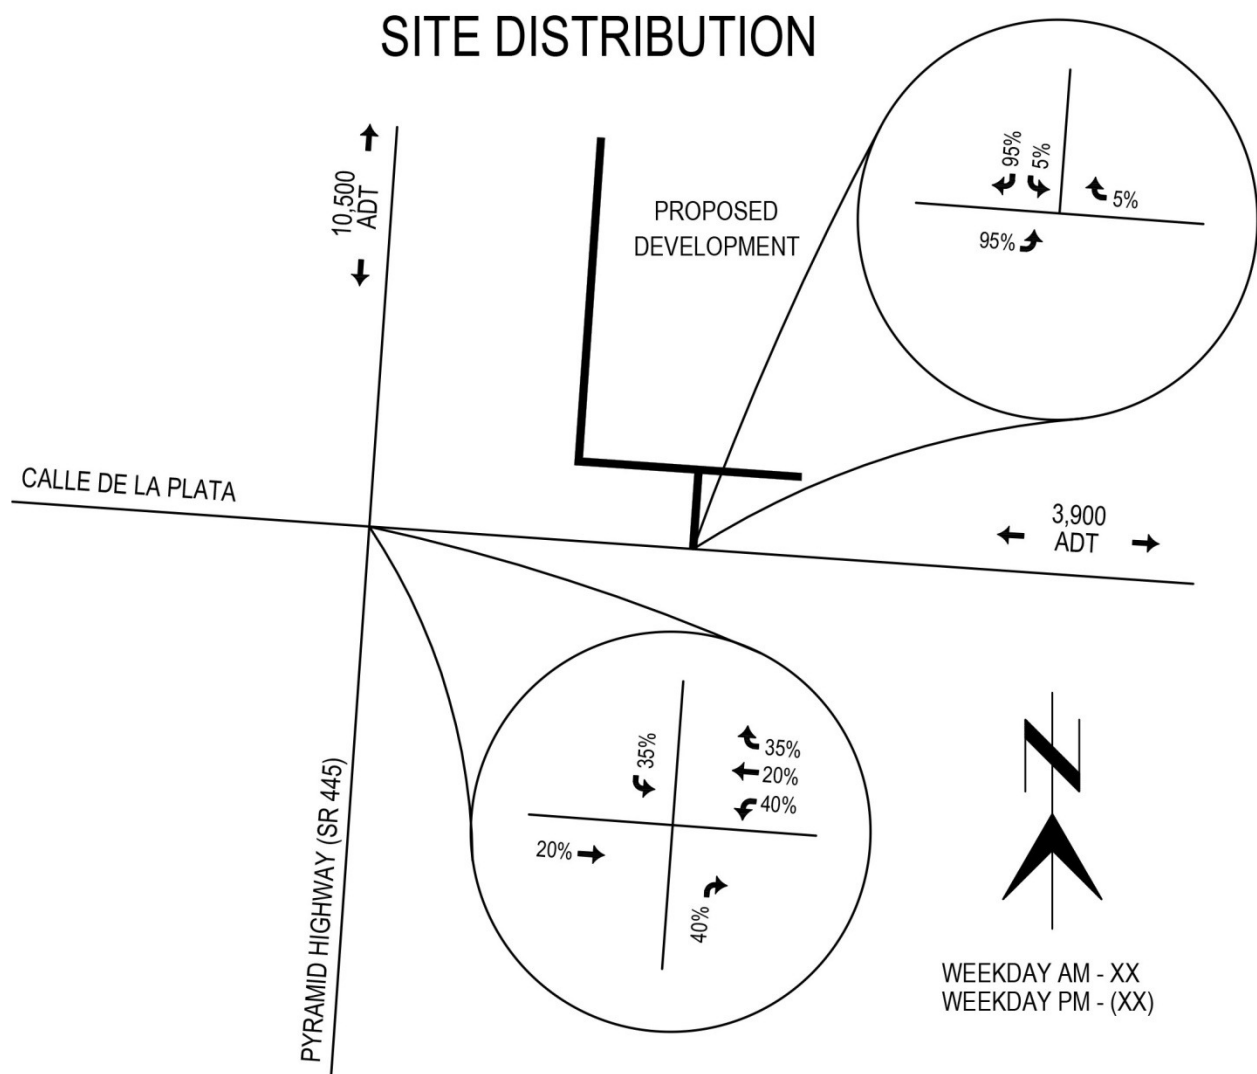 SITE DISTRIBUTION
95%
5%
5%
95%
10,500
ADT
PROPOSED
DEVELOPMENT
CALLE DE LA PLATA
3,900
ADT
35%
35%
20%
40%
20%
40%
PYRAMID HIGHWAY (SR 445)
N
WEEKDAY AM - XX
WEEKDAY PM - (XX)